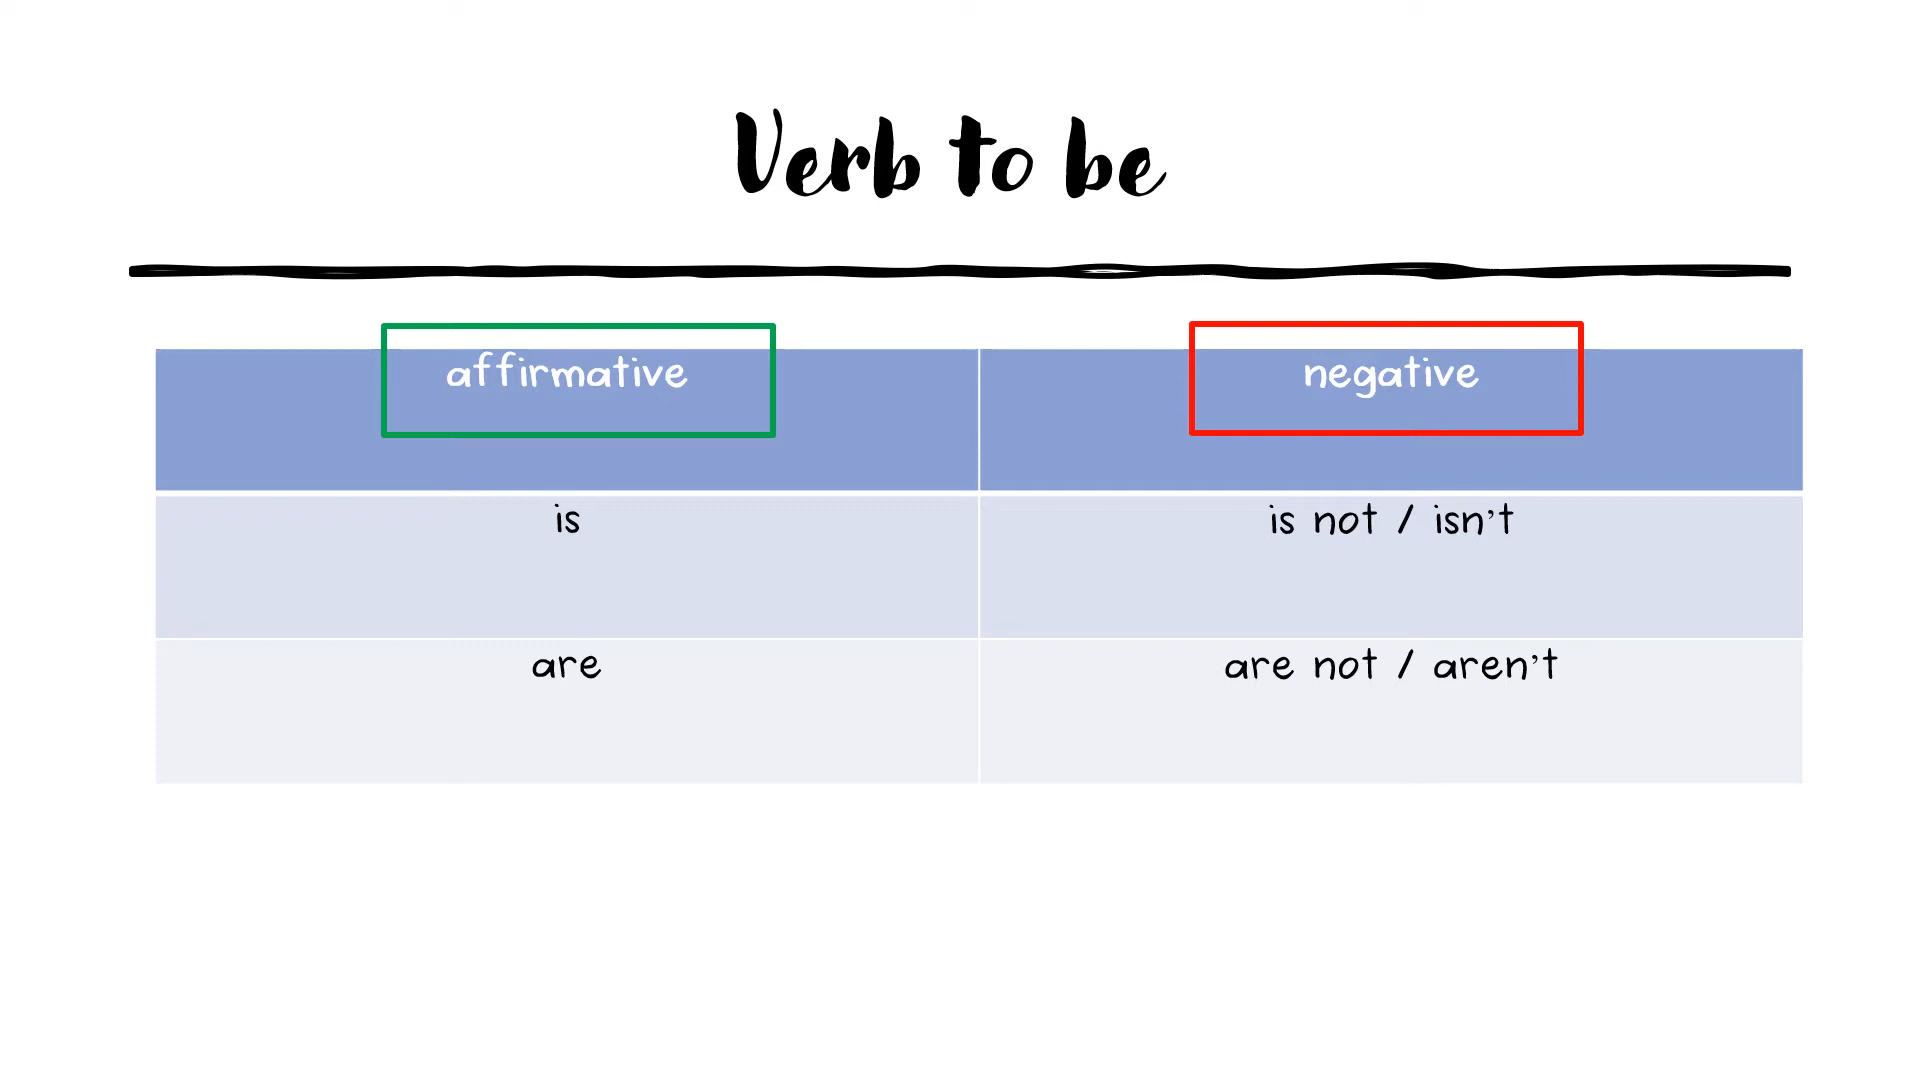 Verb to be
affirmative
negative
is
is not / isn’t
are
are not / aren’t